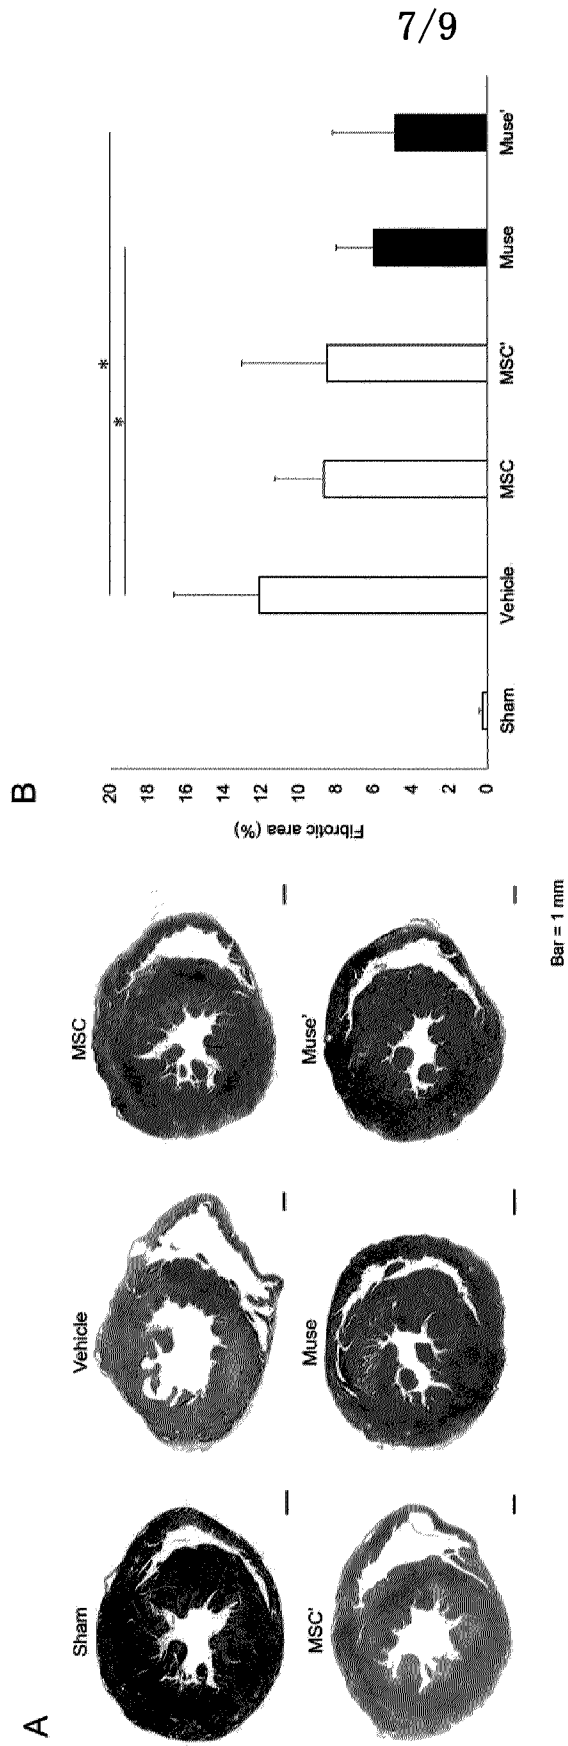 7/9
A
Sham
Vehicle
MSC
MSC'
Muse
Muse'
Bar = 1 mm
B
Fibrotic area (%)
20
18
16
14
12
10
8
6
4
2
0
Sham
Vehicle
MSC
MSC'
Muse
Muse'
*
*